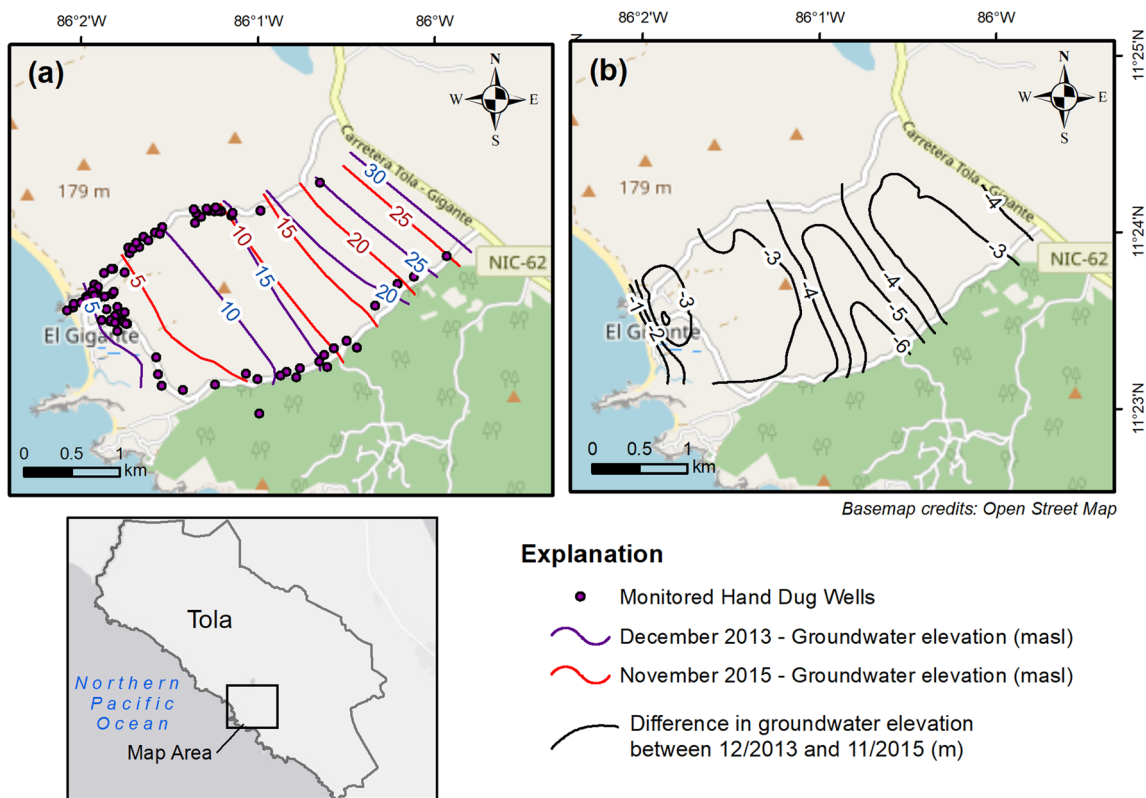 86°2'W
86°1'W
86°W
86°2'W
86°1'W
86°W
(a)
N
W
E
S
Carretera Tola - Gigante
179 m
NIC-62
El Gigante
5
5
10
10
15
15
20
20
25
25
30
0
0.5
1
km
N
(b)
N
W
E
S
11°25'N
11°24'N
11°23'N
Carretera Tola - Gigante
179 m
NIC-62
El Gigante
-1
-2
-3
-3
-4
-4
-5
-6
-3
-4
0
0.5
1
km
Basemap credits: Open Street Map
Tola
Northern
Pacific
Ocean
Map Area
Explanation
Monitored Hand Dug Wells
December 2013 - Groundwater elevation (masl)
November 2015 - Groundwater elevation (masl)
Difference in groundwater elevation
between 12/2013 and 11/2015 (m)